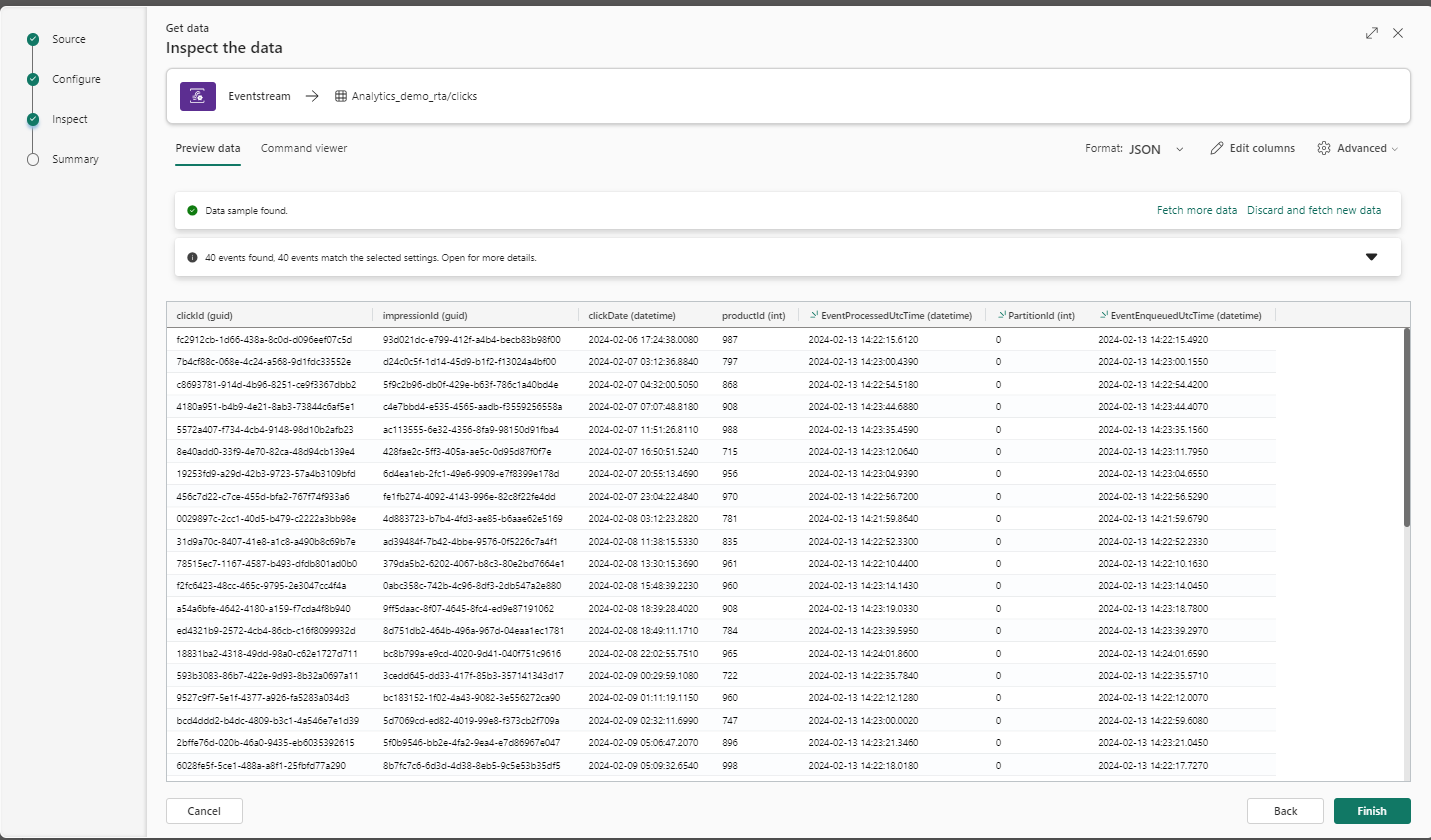 Source
Configure
Inspect
Summary
Get data
Inspect the data
Eventstream → Analytics_demo_rta/clicks
Preview data Command viewer Format: JSON Edit columns Advanced
Data sample found. Fetch more data Discard and fetch new data
40 events found, 40 events match the selected settings. Open for more details.
clickId (guid) impressionId (guid) clickDate (datetime) productId (int) EventProcessedUtcTime (datetime) PartitionId (int) EventEnqueuedUtcTime (datetime)
fc2912cb-1d66-438a-8c0d-d096eef07c5d 93d021dc-e799-412f-a4b4-becb83b98f00 2024-02-06 17:24:38.0080 987 2024-02-13 14:22:15.6120 0 2024-02-13 14:22:15.4920
7b4cf88c-068e-4c24-a568-9d1fdc33552e d24c0c5f-1d14-45d9-b1f2-f13024a4bf00 2024-02-07 03:12:36.8840 797 2024-02-13 14:23:00.4390 0 2024-02-13 14:23:00.1550
c8693781-914d-4b96-8251-ce9f3367dbb2 5f9c2b96-db0f-429e-b63f-786c1a40bd4e 2024-02-07 04:32:00.5050 868 2024-02-13 14:22:54.5180 0 2024-02-13 14:22:54.4200
4180a951-b4b9-4e21-8ab3-73844c6af5e1 c4e7bbd4-e535-4565-aadb-f3559256558a 2024-02-07 07:07:48.8180 908 2024-02-13 14:23:44.6880 0 2024-02-13 14:23:44.4070
5572a407-f734-4cb4-9148-98d10b2afb23 ac113555-6e32-4356-8fa9-98150d91fba4 2024-02-07 11:51:26.8110 988 2024-02-13 14:23:35.4590 0 2024-02-13 14:23:35.1560
8e40add0-33f9-4e70-82ca-48d94cb139e4 428fae2c-5ff3-405a-ae5c-0d95d87f0f7e 2024-02-07 16:50:51.5240 715 2024-02-13 14:23:12.0640 0 2024-02-13 14:23:11.7950
19253fd9-a29d-42b3-9723-57a4b3109bfd 6d4ea1eb-2fc1-49e6-9909-e7f8399e178d 2024-02-07 20:55:13.4690 956 2024-02-13 14:23:04.9390 0 2024-02-13 14:23:04.6550
456c7d22-c7ce-455d-bfa2-767f74f933a6 fe1fb274-4092-4143-996e-82c8f22fe4dd 2024-02-07 23:04:22.4840 970 2024-02-13 14:22:56.7200 0 2024-02-13 14:22:56.5290
0029897c-2cc1-40d5-b479-c2222a3bb98e 4d883723-b7b4-4fd3-ae85-b6aae62e5169 2024-02-08 03:12:23.2820 781 2024-02-13 14:21:59.8640 0 2024-02-13 14:21:59.6790
31d9a70c-8407-41e8-a1c8-a490b8c69b7e ad39484f-7b42-4bbe-9576-0f5226c7a4f1 2024-02-08 11:38:15.5330 835 2024-02-13 14:22:52.3300 0 2024-02-13 14:22:52.2330
78515ec7-1167-4587-b493-dfdb801ad0b0 379da5b2-6202-4067-b8c3-80e2bd7664e1 2024-02-08 13:30:15.3690 961 2024-02-13 14:22:10.4400 0 2024-02-13 14:22:10.1630
f2fc6423-48cc-465c-9795-2e3047cc4f4a 0abc358c-742b-4c96-8df3-2db547a2e880 2024-02-08 15:48:39.2230 960 2024-02-13 14:23:14.1430 0 2024-02-13 14:23:14.0450
a54a6bfe-4642-4180-a159-f7cda4f8b940 9ff5daac-8f07-4645-8fc4-ed9e87191062 2024-02-08 18:39:28.4020 908 2024-02-13 14:23:19.0330 0 2024-02-13 14:23:18.7800
ed4321b9-2572-4cb4-86cb-c16f8099932d 8d751db2-464b-496a-967d-04eaa1ec1781 2024-02-08 18:49:11.1710 784 2024-02-13 14:23:39.5950 0 2024-02-13 14:23:39.2970
18831ba2-4318-49dd-98a0-c62e1727d711 bc8b799a-e9cd-4020-9d41-040f751c9616 2024-02-08 22:02:55.7510 965 2024-02-13 14:24:01.8600 0 2024-02-13 14:24:01.6590
593b3083-86b7-422e-9d93-8b32a0697a11 3cedd645-dd33-417f-85b3-357141343d17 2024-02-09 00:29:59.1080 722 2024-02-13 14:22:35.7840 0 2024-02-13 14:22:35.5710
9527c9f7-5e1f-4377-a926-fa5283a034d3 bc183152-1f02-4a43-9082-3e556272ca90 2024-02-09 01:11:19.1150 960 2024-02-13 14:22:12.1280 0 2024-02-13 14:22:12.0070
bcd4ddd2-b4dc-4809-b3c1-4a546e7e1d39 5d7069cd-ed82-4019-99e8-f373cb2f709a 2024-02-09 02:32:11.6990 747 2024-02-13 14:23:00.0020 0 2024-02-13 14:22:59.6080
2bffe76d-020b-46a0-9435-eb6035392615 5f0b9546-bb2e-4fa2-9ea4-e7d86967e047 2024-02-09 05:06:47.2070 896 2024-02-13 14:23:21.3460 0 2024-02-13 14:23:21.0450
6028fe5f-5ce1-488a-a8f1-25fbfd77a290 8b7fc7c6-6d3d-4d38-8eb5-9c5e53b35df5 2024-02-09 05:09:32.6540 998 2024-02-13 14:22:18.0180 0 2024-02-13 14:22:17.7270
Cancel Back Finish